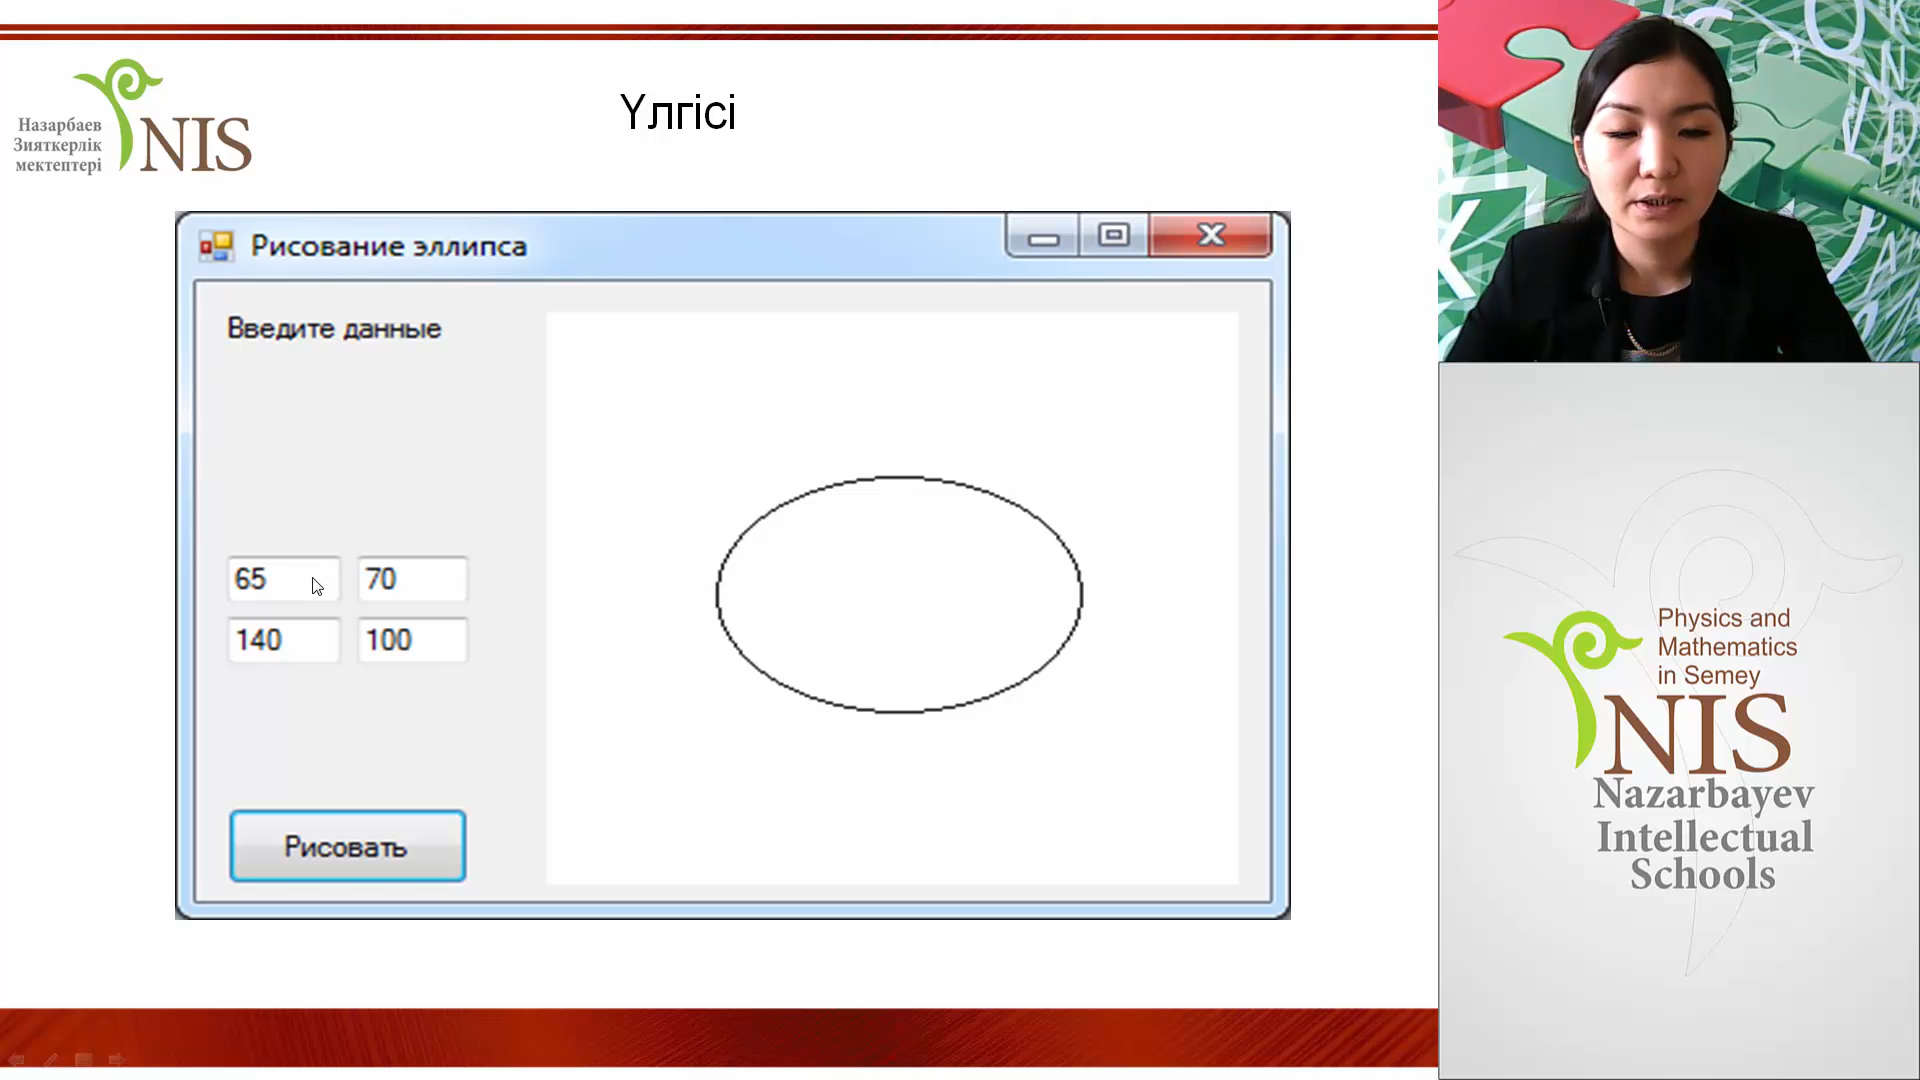 Назарбаев
Зияткерлік
мектептері
NIS
Үлгісі
Рисование эллипса
Введите данные
65 70
140 100
Рисовать
Physics and
Mathematics
in Semey
NIS
Nazarbayev
Intellectual
Schools